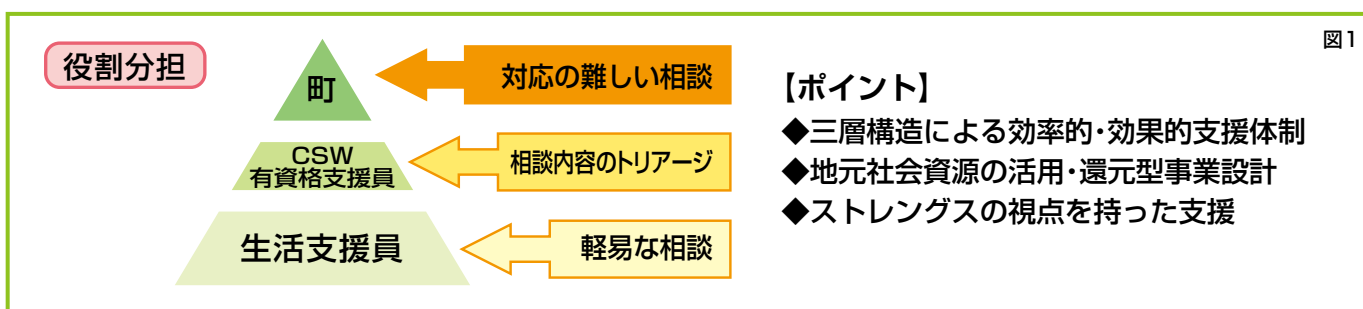 図1
役割分担
町
対応の難しい相談
CSW
有資格支援員
相談内容のトリアージ
生活支援員
軽易な相談
【ポイント】
◆三層構造による効率的・効果的支援体制
◆地元社会資源の活用・還元型事業設計
◆ストレングスの視点を持った支援